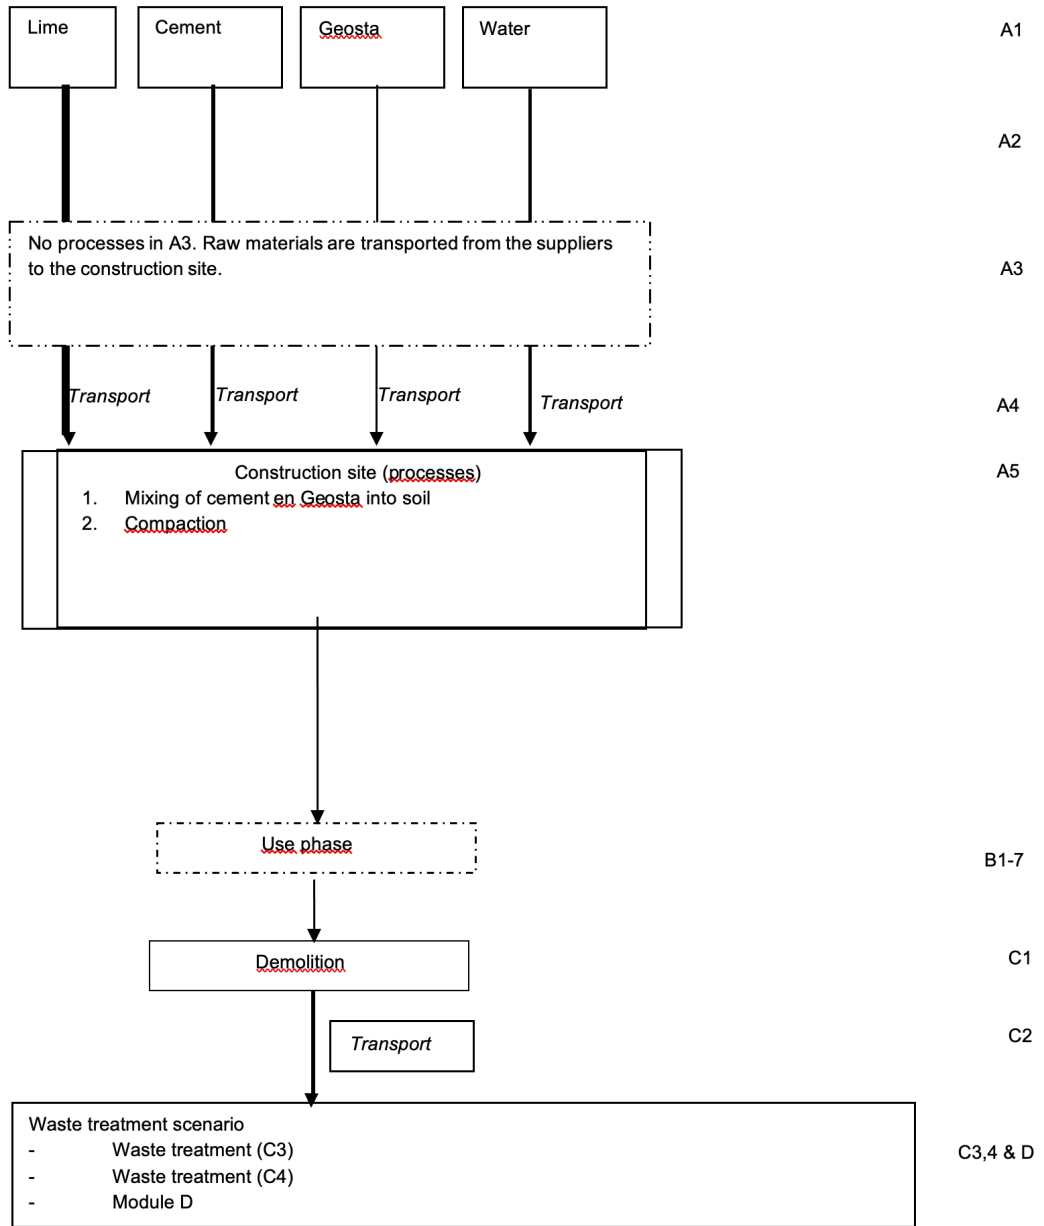 Lime Cement Geosta Water A1
A2
No processes in A3. Raw materials are transported from the suppliers
to the construction site.
A3
Transport Transport Transport Transport
A4
Construction site (processes)
A5
1. Mixing of cement en Geosta into soil
2. Compaction
Use phase
B1-7
Demolition
C1
C2
Transport
Waste treatment scenario
- Waste treatment (C3)
C3,4 & D
- Waste treatment (C4)
- Module D